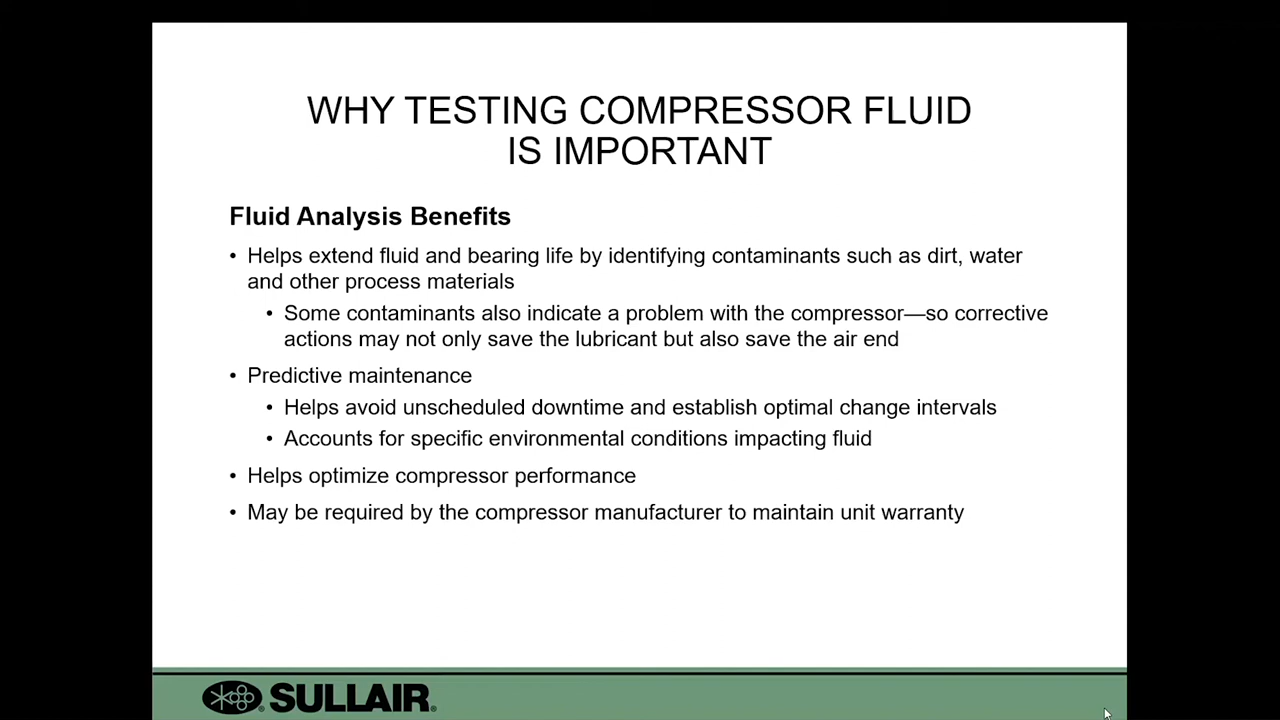 WHY TESTING COMPRESSOR FLUID
IS IMPORTANT
Fluid Analysis Benefits
• Helps extend fluid and bearing life by identifying contaminants such as dirt, water
and other process materials
• Some contaminants also indicate a problem with the compressor—so corrective
actions may not only save the lubricant but also save the air end
• Predictive maintenance
• Helps avoid unscheduled downtime and establish optimal change intervals
• Accounts for specific environmental conditions impacting fluid
• Helps optimize compressor performance
• May be required by the compressor manufacturer to maintain unit warranty
® SULLAIR®